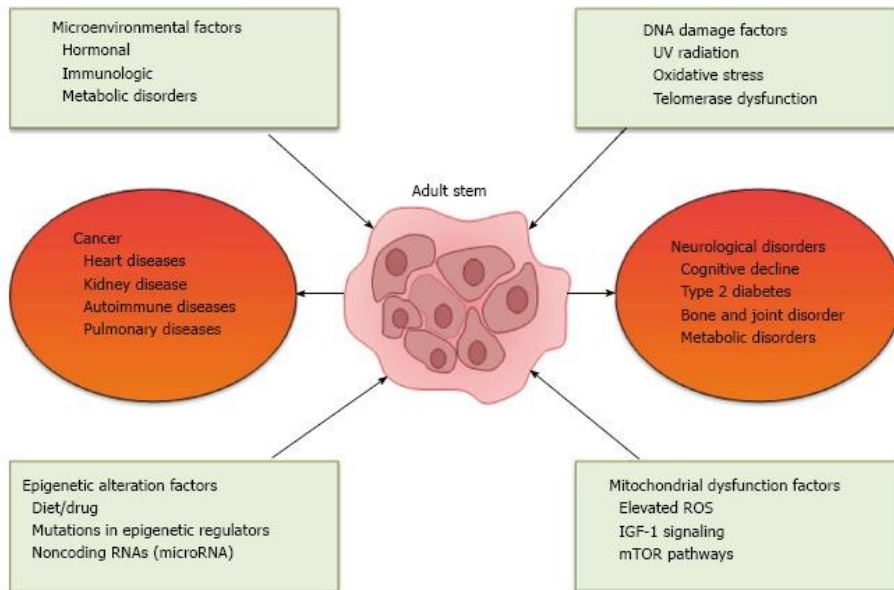 Microenvironmental factors
Hormonal
Immunologic
Metabolic disorders
DNA damage factors
UV radiation
Oxidative stress
Telomerase dysfunction
Adult stem
Cancer
Heart diseases
Kidney disease
Autoimmune diseases
Pulmonary diseases
Neurological disorders
Cognitive decline
Type 2 diabetes
Bone and joint disorder
Metabolic disorders
Epigenetic alteration factors
Diet/drug
Mutations in epigenetic regulators
Noncoding RNAs (microRNA)
Mitochondrial dysfunction factors
Elevated ROS
IGF-1 signaling
mTOR pathways